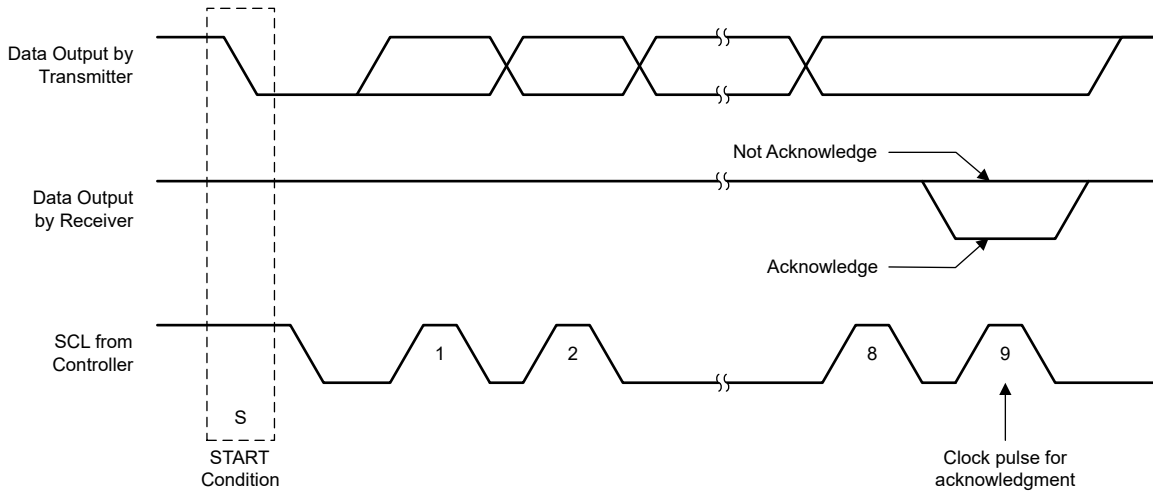 Data Output by
Transmitter
Not Acknowledge
Data Output
by Receiver
Acknowledge
SCL from
Controller
1
2
8
9
S
START
Condition
Clock pulse for
acknowledgment